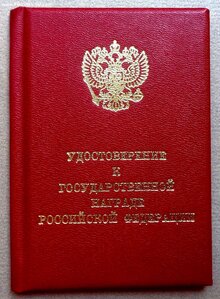 УДОСТОВЕРЕНИЕ
К
ГОСУДАРСТВЕННОЙ
НАГРАДЕ
РОССИЙСКОЙ ФЕДЕРАЦИИ